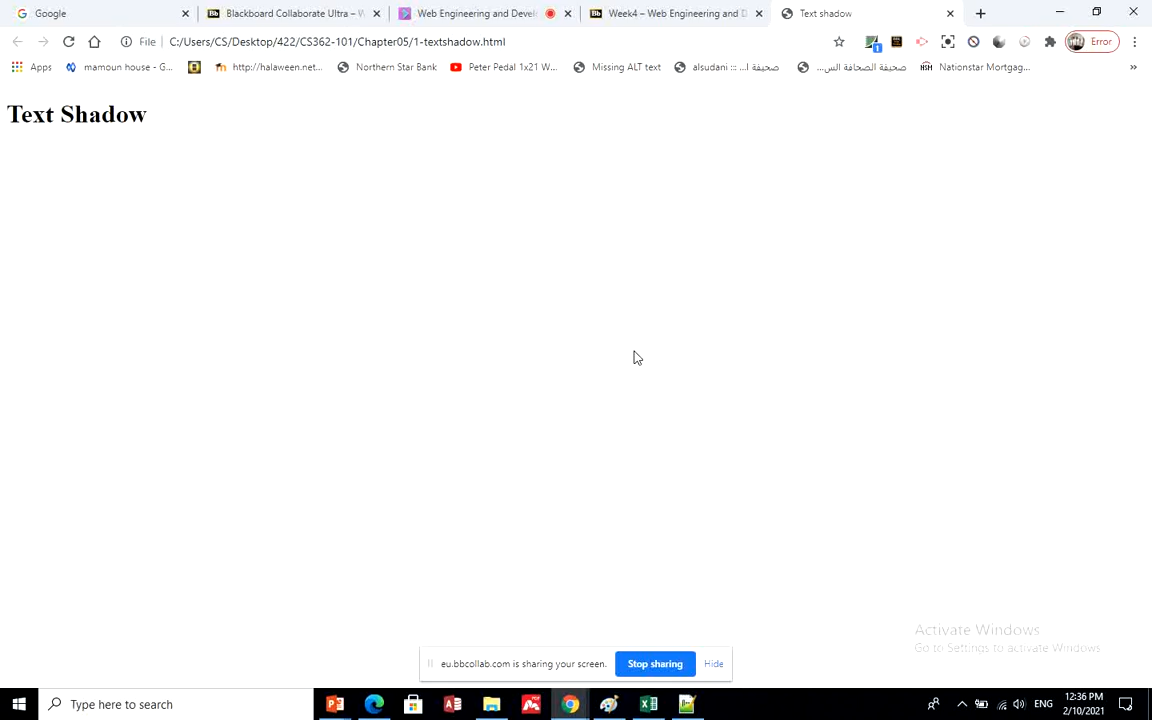 Google
Blackboard Collaborate Ultra – W
Web Engineering and Devel
Week4 – Web Engineering and D
Text shadow
File
C:/Users/CS/Desktop/422/CS362-101/Chapter05/1-textshadow.html
1
Error
Apps
mamoun house - G...
http://halaween.net...
Northern Star Bank
Peter Pedal 1x21 W...
Missing ALT text
alsudani ::: صحيفة ا...
صحيفة الصحافة الس...
Nationstar Mortgag...
»
Text Shadow
Activate Windows
Go to Settings to activate Windows.
eu.bbcollab.com is sharing your screen.
Stop sharing
Hide
Type here to search
ENG
12:36 PM
2/10/2021